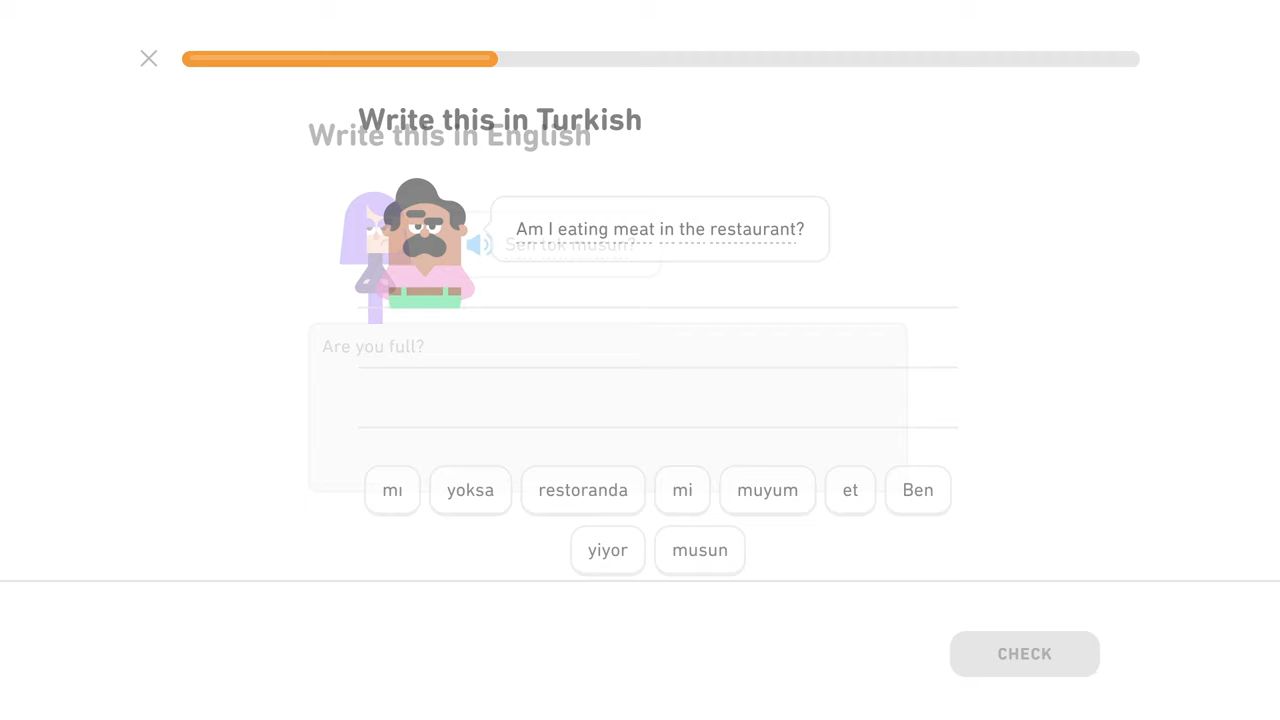 Write this in Turkish
Write this in English
Am I eating meat in the restaurant?
Sen tok musun?
Are you full?
mı yoksa restoranda mi muyum et Ben
yiyor musun
CHECK